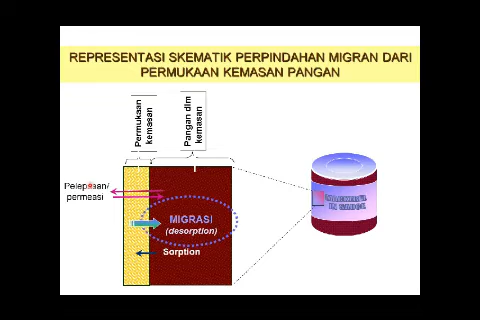 REPRESENTASI SKEMATIK PERPINDAHAN MIGRAN DARI
PERMUKAAN KEMASAN PANGAN
Permukaan
kemasan
Pangan dlm
kemasan
Pelepasan/
permeasi
MIGRASI
(desorption)
Sorption